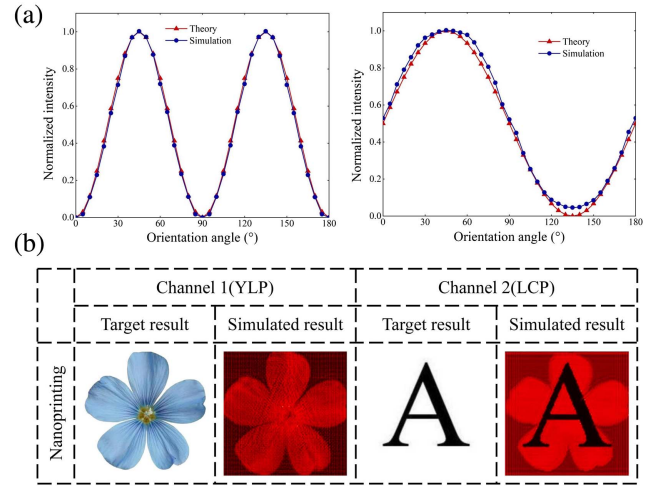 (a)
Theory
Simulation
Normalized intensity
1.0
0.8
0.6
0.4
0.2
0.0
0 30 60 90 120 150 180
Orientation angle (°)
Theory
Simulation
Normalized intensity
1.0
0.8
0.6
0.4
0.2
0.0
0 30 60 90 120 150 180
Orientation angle (°)
(b)
Channel 1(YLP) Channel 2(LCP)
Target result Simulated result Target result Simulated result
Nanoprinting
A A